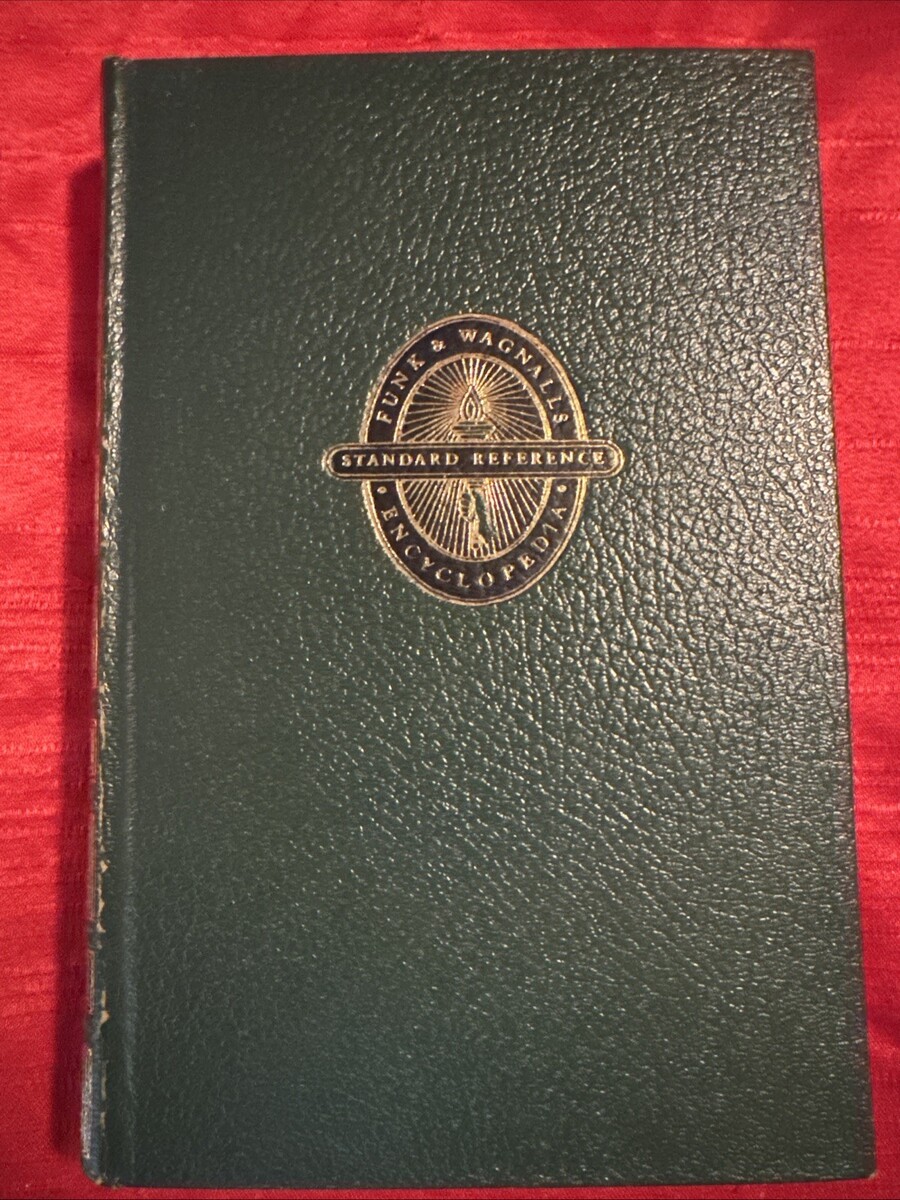 FUNK & WAGNALLS
STANDARD REFERENCE
ENCYCLOPEDIA